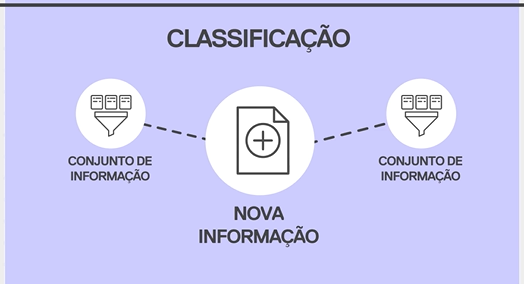 CLASSIFICAÇÃO
CONJUNTO DE
INFORMAÇÃO
NOVA
INFORMAÇÃO
CONJUNTO DE
INFORMAÇÃO